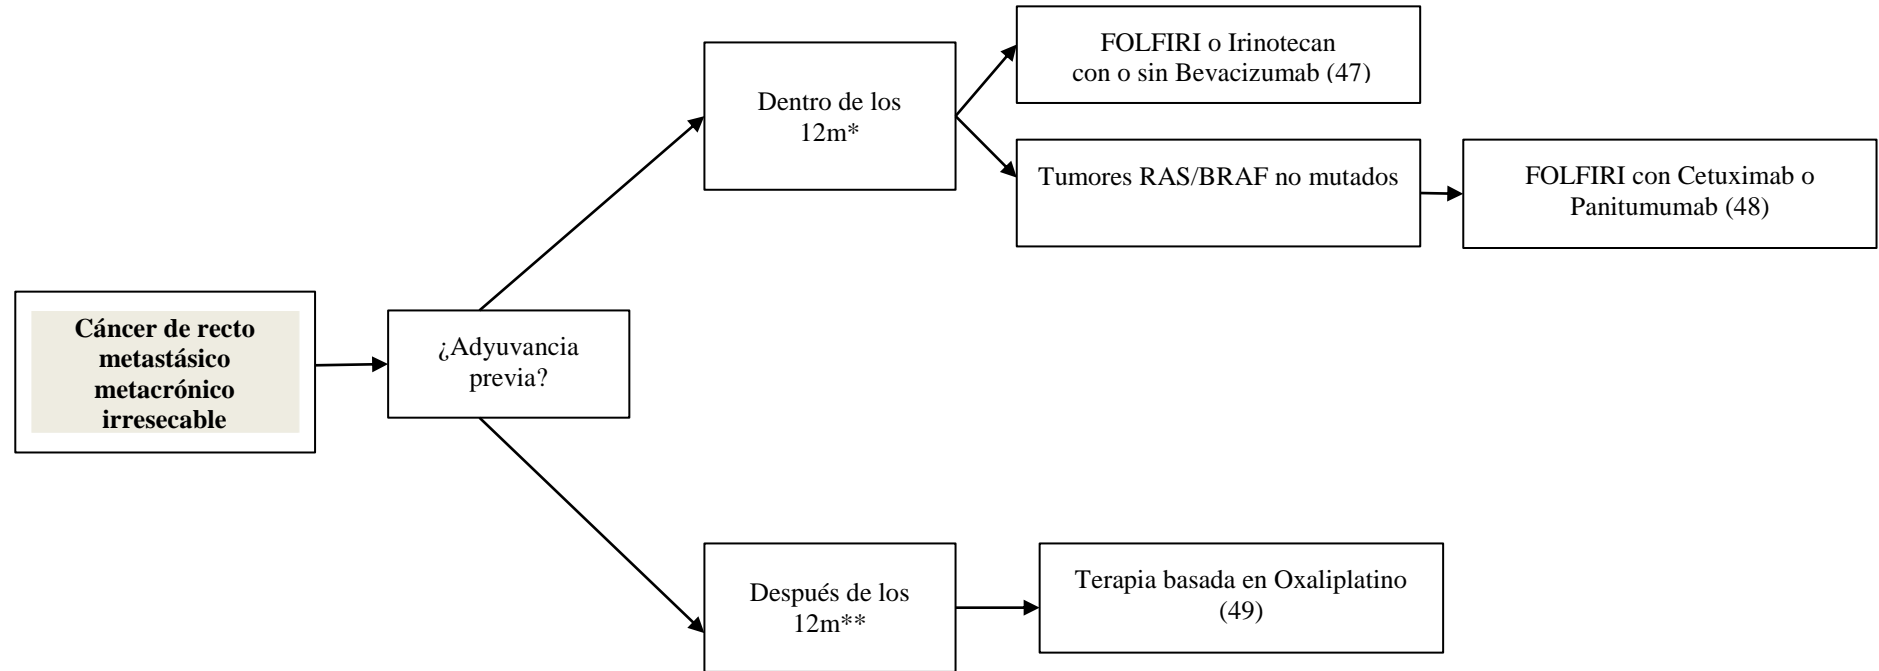 Cáncer de recto
metastásico
metacrónico
irresecable
¿Adyuvancia
previa?
Dentro de los
12m*
FOLFIRI o Irinotecan
con o sin Bevacizumab (47)
Tumores RAS/BRAF no mutados
FOLFIRI con Cetuximab o
Panitumumab (48)
Después de los
12m**
Terapia basada en Oxaliplatino
(49)